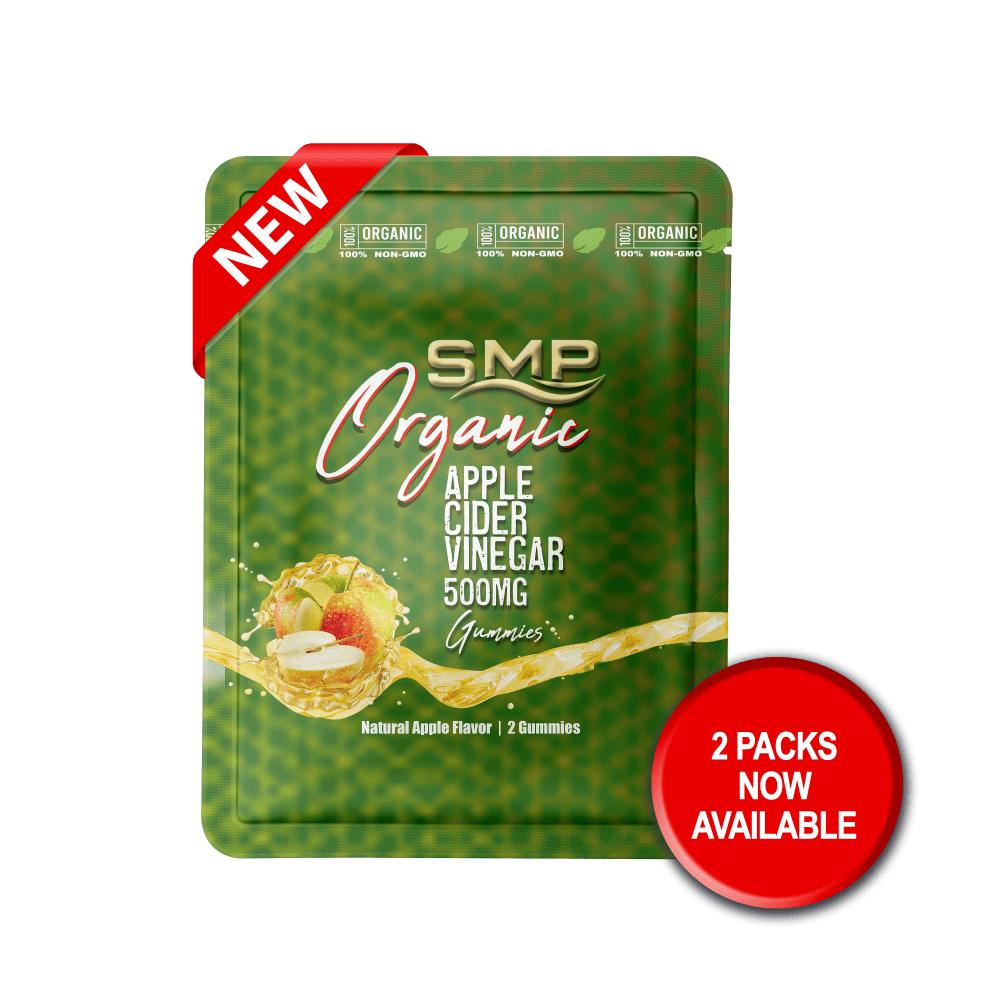 NEW
100% ORGANIC
100% NON-GMO
100% ORGANIC
100% NON-GMO
100% ORGANIC
100% NON-GMO
SMP
Organic
APPLE
CIDER
VINEGAR
500MG
Gummies
Natural Apple Flavor | 2 Gummies
2 PACKS
NOW
AVAILABLE